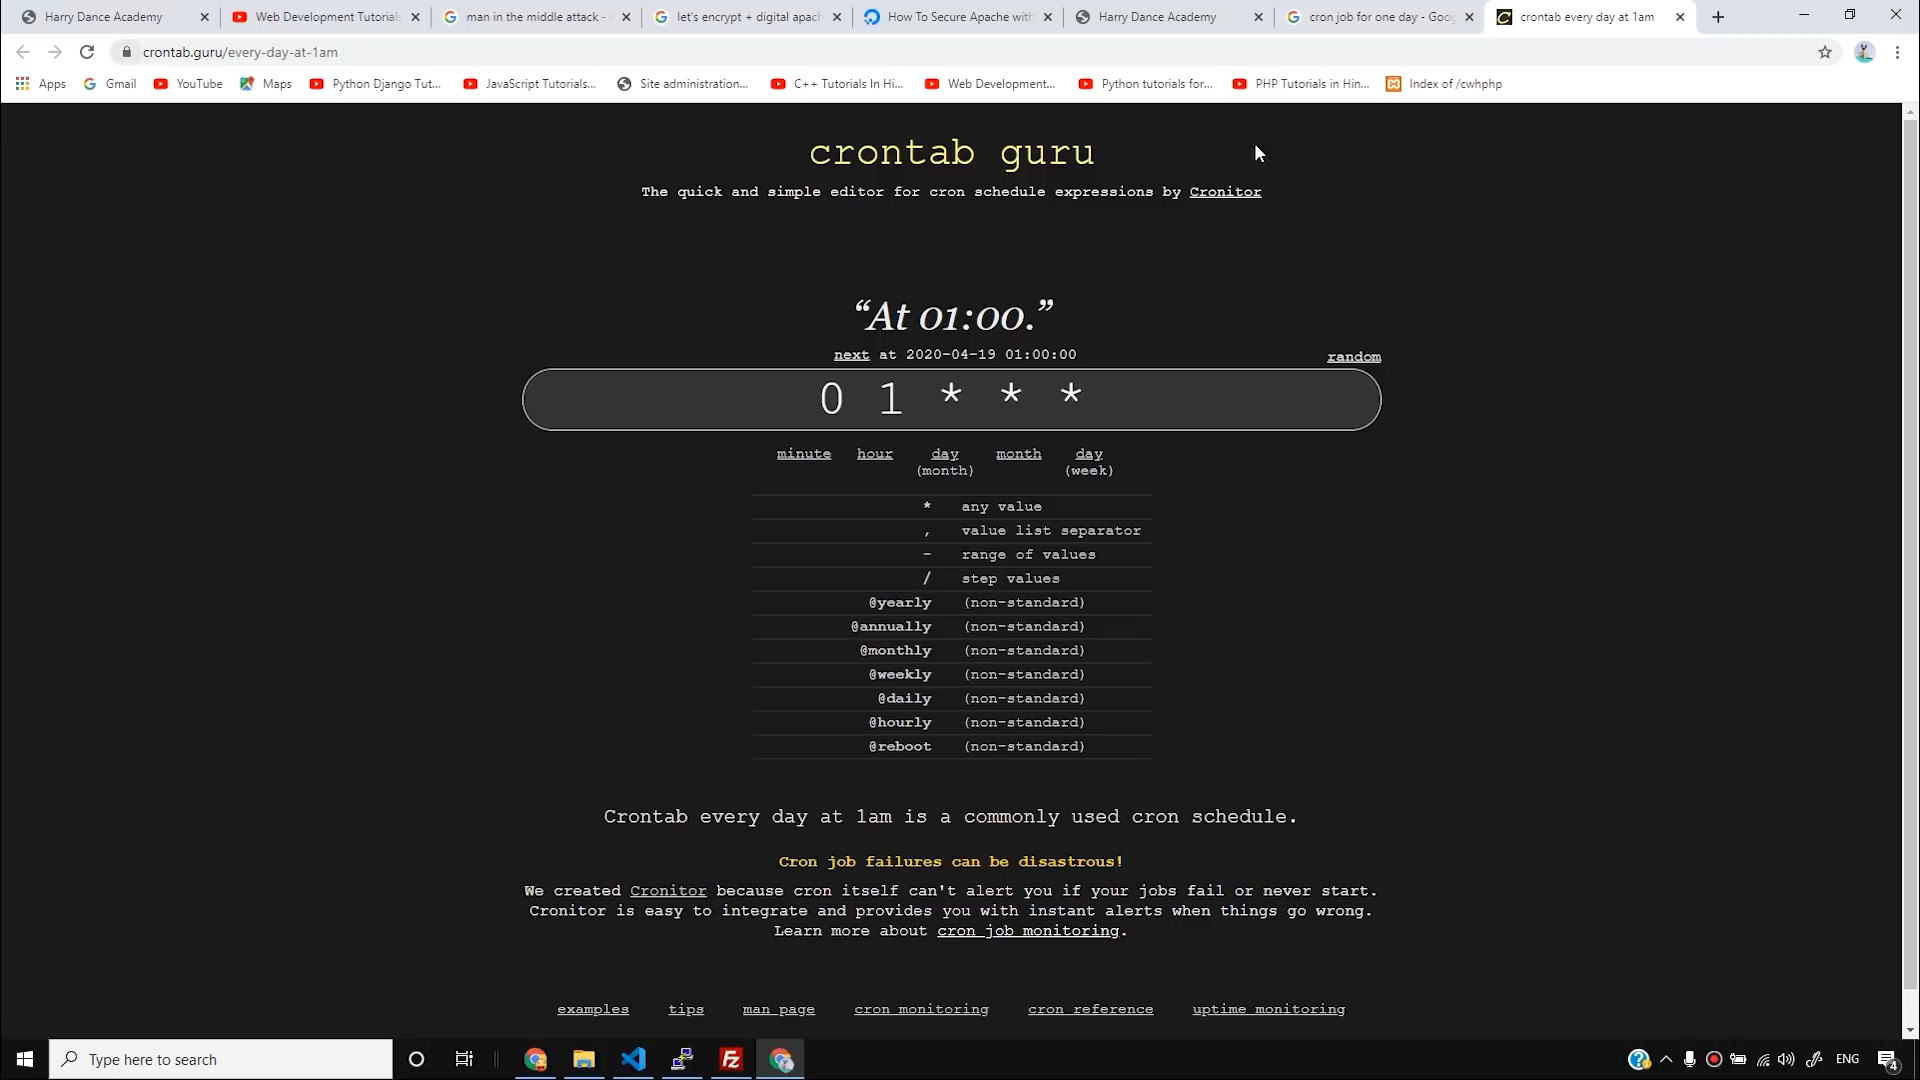 Harry Dance Academy
Web Development Tutorials
man in the middle attack -
let's encrypt + digital apach
How To Secure Apache with
Harry Dance Academy
cron job for one day - Goog
crontab every day at 1am
crontab.guru/every-day-at-1am
Apps
Gmail
YouTube
Maps
Python Django Tut...
JavaScript Tutorials...
Site administration...
C++ Tutorials In Hi...
Web Development...
Python tutorials for...
PHP Tutorials in Hin...
Index of /cwhphp
crontab guru
The quick and simple editor for cron schedule expressions by Cronitor
“At 01:00.”
next at 2020-04-19 01:00:00
random
0 1 * * *
minute hour day month day
(month) (week)
* any value
, value list separator
- range of values
/ step values
@yearly (non-standard)
@annually (non-standard)
@monthly (non-standard)
@weekly (non-standard)
@daily (non-standard)
@hourly (non-standard)
@reboot (non-standard)
Crontab every day at 1am is a commonly used cron schedule.
Cron job failures can be disastrous!
We created Cronitor because cron itself can't alert you if your jobs fail or never start.
Cronitor is easy to integrate and provides you with instant alerts when things go wrong.
Learn more about cron job monitoring.
examples tips man page cron monitoring cron reference uptime monitoring
Type here to search
ENG
4